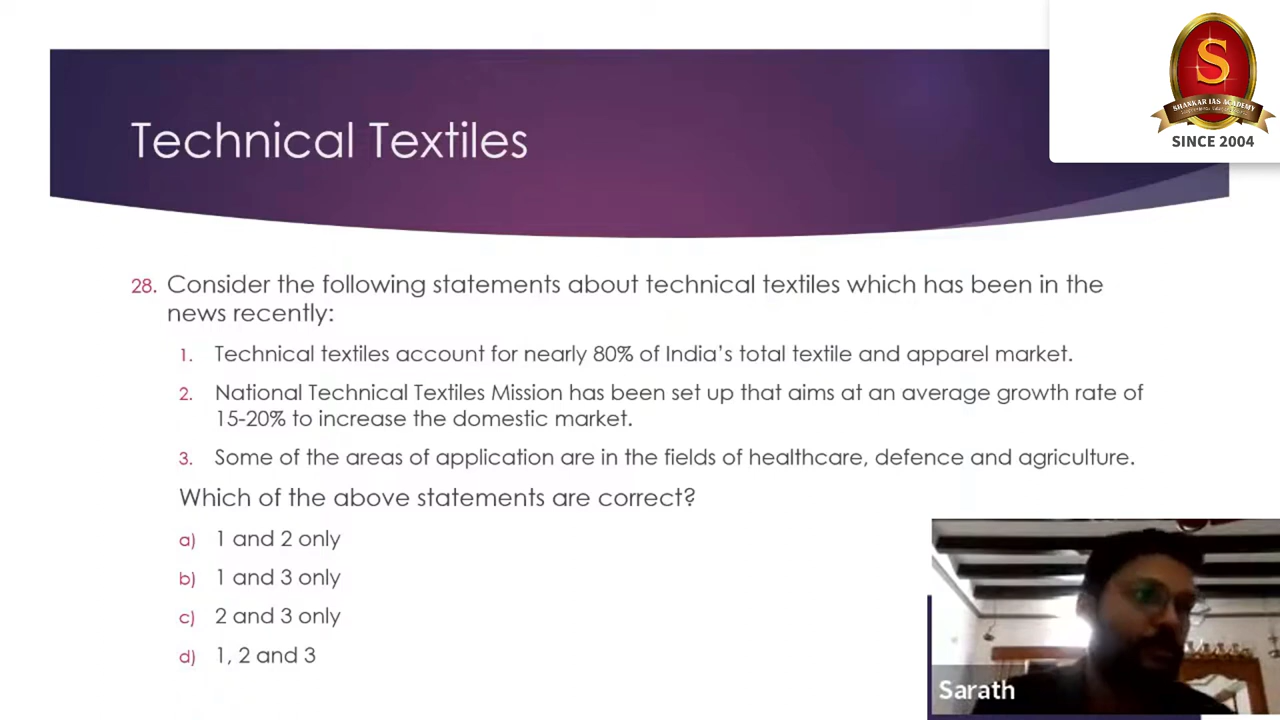 S
SHANKAR IAS ACADEMY
SINCE 2004
Technical Textiles
28. Consider the following statements about technical textiles which has been in the
news recently:
1. Technical textiles account for nearly 80% of India's total textile and apparel market.
2. National Technical Textiles Mission has been set up that aims at an average growth rate of
15-20% to increase the domestic market.
3. Some of the areas of application are in the fields of healthcare, defence and agriculture.
Which of the above statements are correct?
a) 1 and 2 only
b) 1 and 3 only
c) 2 and 3 only
d) 1, 2 and 3
Sarath